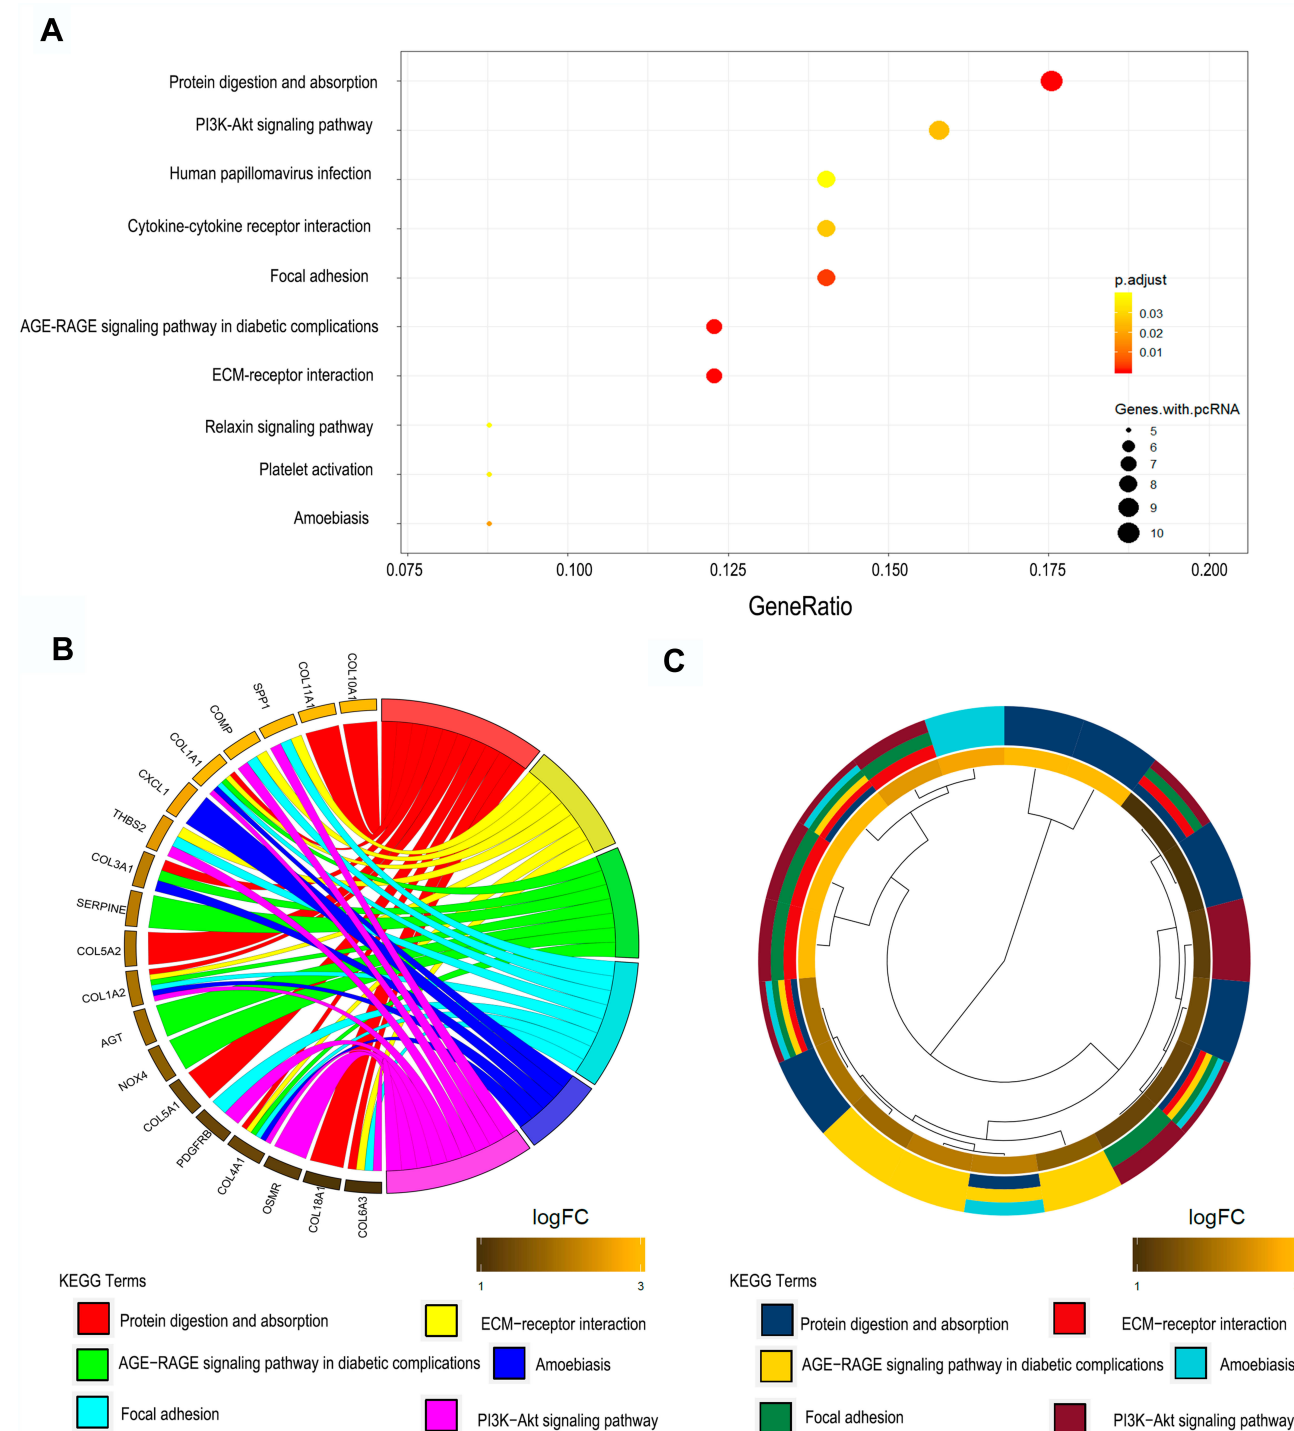 A
Protein digestion and absorption
PI3K-Akt signaling pathway
Human papillomavirus infection
Cytokine-cytokine receptor interaction
Focal adhesion
AGE-RAGE signaling pathway in diabetic complications
ECM-receptor interaction
Relaxin signaling pathway
Platelet activation
Amoebiasis
p.adjust
0.03
0.02
0.01
Genes.with.pcRNA
5
6
7
8
9
10
0.075 0.100 0.125 0.150 0.175 0.200
GeneRatio
B
COL10A1
COL11A1
SPP1
COMP
COL1A1
CXCL1
THBS2
COL3A1
SERPINE
COL5A2
COL1A2
AGT
NOX4
COL5A1
PDGFRB
COL4A1
OSMR
COL18A1
COL6A3
logFC
1 3
KEGG Terms
Protein digestion and absorption
ECM−receptor interaction
AGE−RAGE signaling pathway in diabetic complications
Amoebiasis
Focal adhesion
PI3K−Akt signaling pathway
C
logFC
1
KEGG Terms
Protein digestion and absorption
ECM−receptor interaction
AGE−RAGE signaling pathway in diabetic complications
Amoebiasis
Focal adhesion
PI3K−Akt signaling pathway